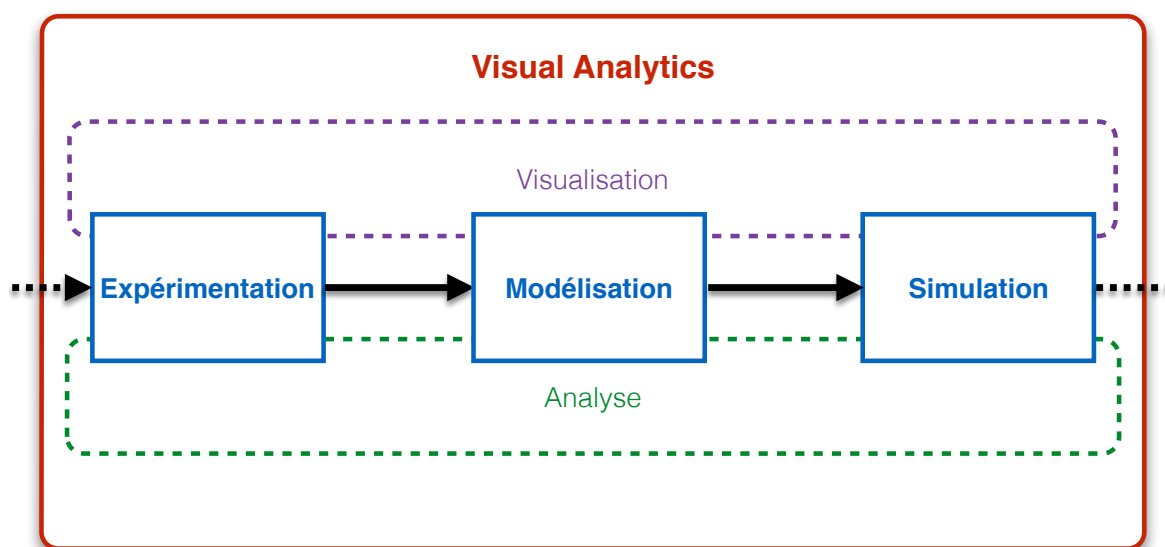 Visual Analytics
Visualisation
Expérimentation
Modélisation
Simulation
Analyse